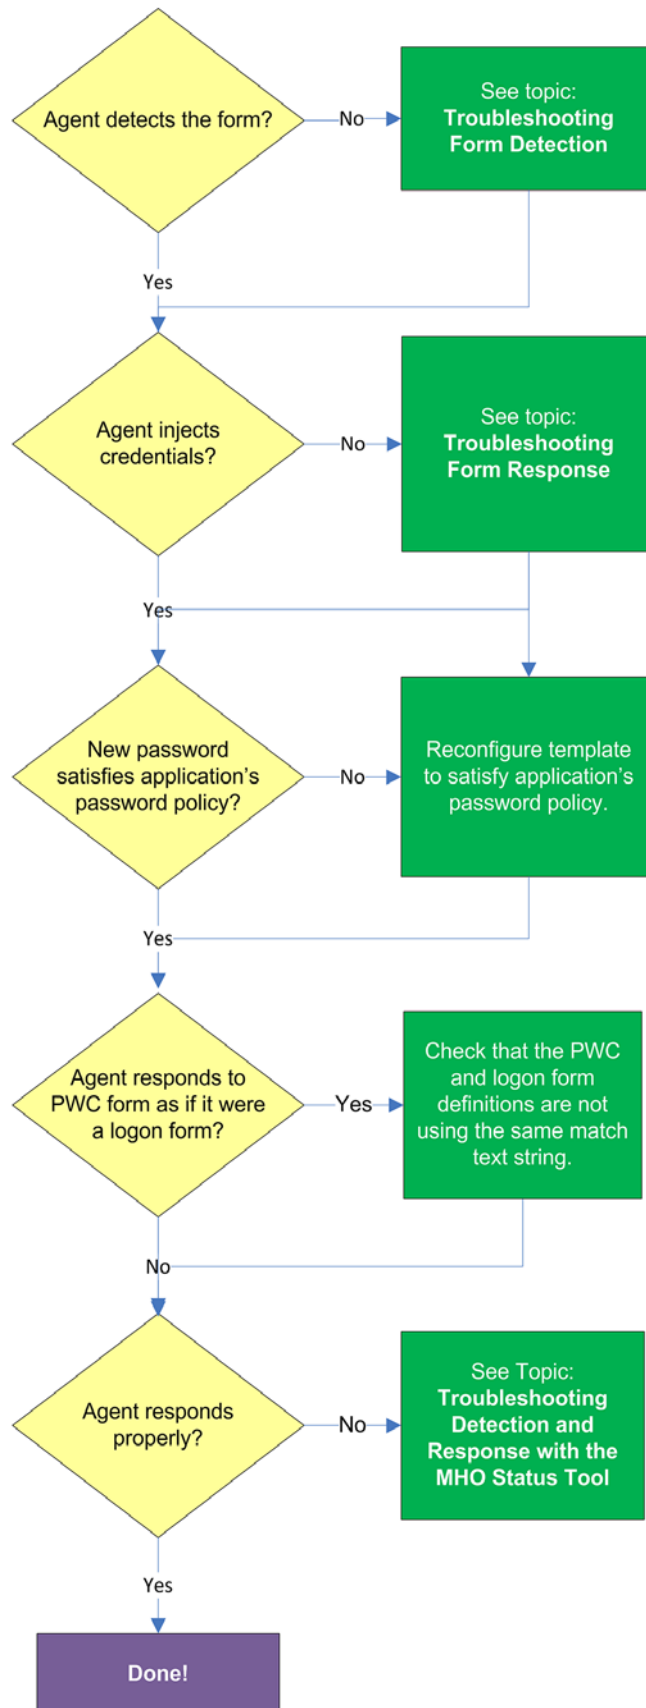 Agent detects the form?
No
See topic:
Troubleshooting
Form Detection
Yes
Agent injects
credentials?
No
See topic:
Troubleshooting
Form Response
Yes
New password
satisfies application's
password policy?
No
Reconfigure template
to satisfy application's
password policy.
Yes
Agent responds to
PWC form as if it were
a logon form?
Yes
Check that the PWC
and logon form
definitions are not
using the same match
text string.
No
Agent responds
properly?
No
See Topic:
Troubleshooting
Detection and
Response with the
MHO Status Tool
Yes
Done!